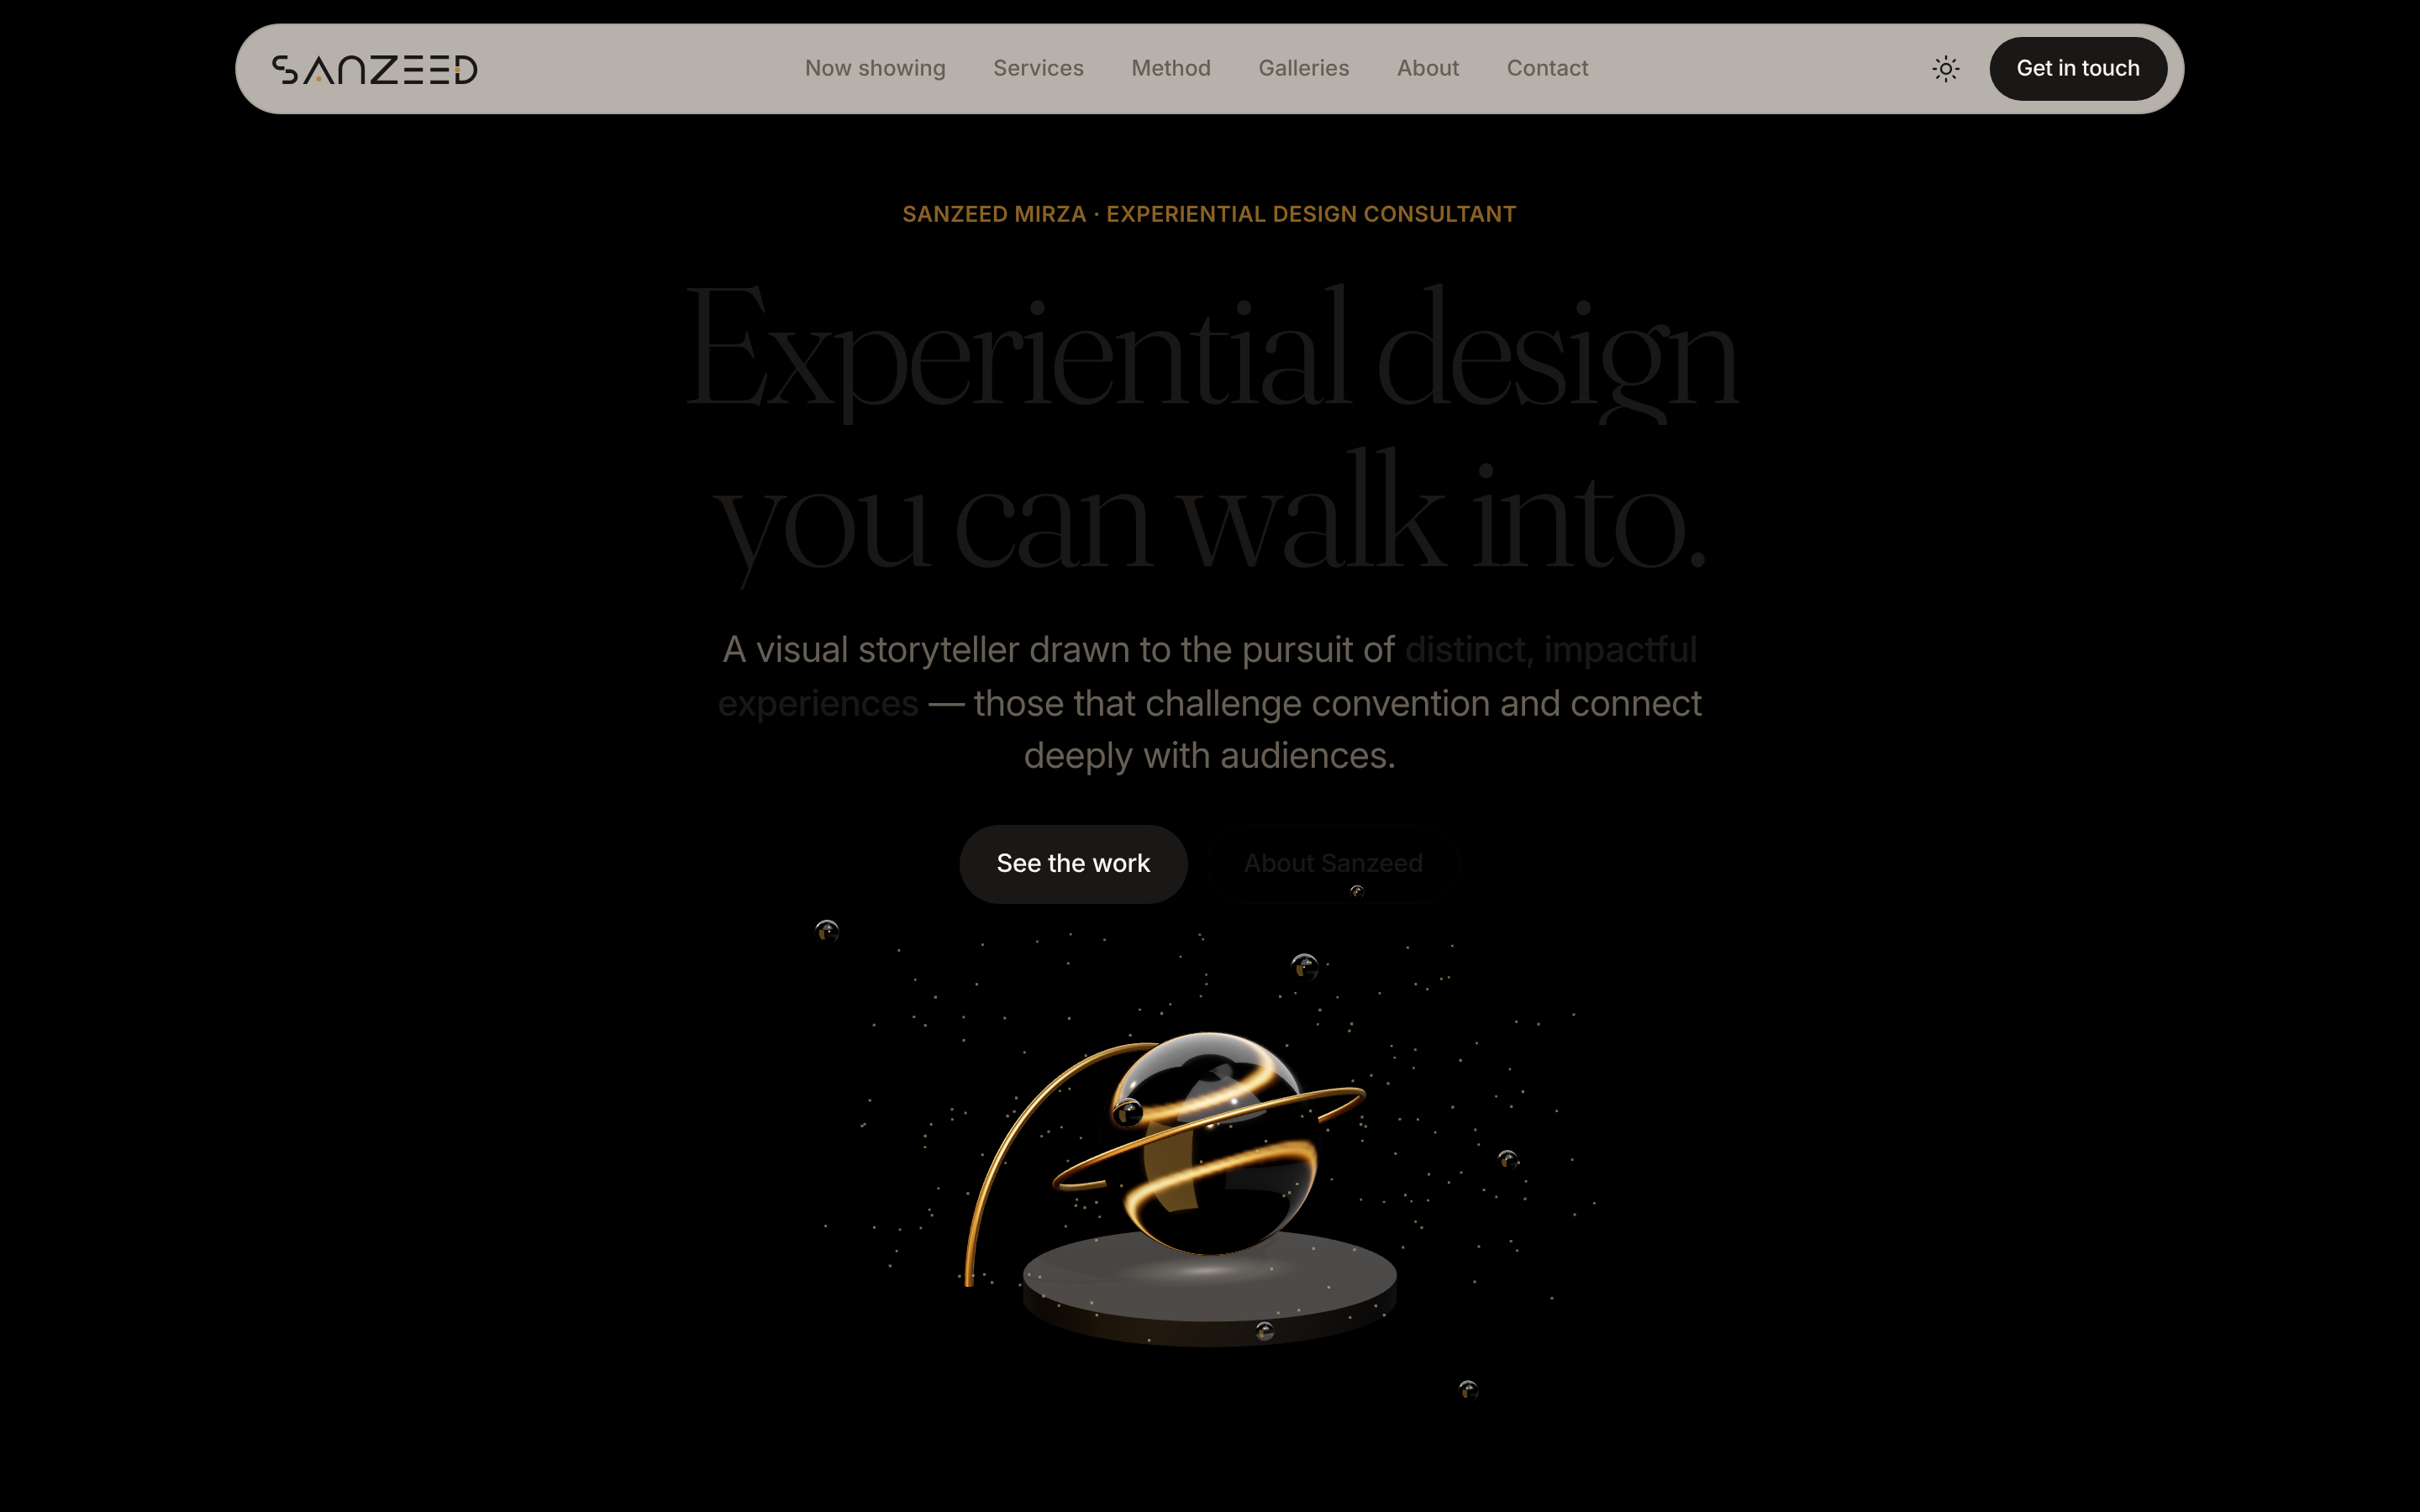 SANZEED
Now showing
Services
Method
Galleries
About
Contact
Get in touch
SANZEED MIRZA · EXPERIENTIAL DESIGN CONSULTANT
Experiential design
you can walk into.
A visual storyteller drawn to the pursuit of distinct, impactful
experiences — those that challenge convention and connect
deeply with audiences.
See the work
About Sanzeed